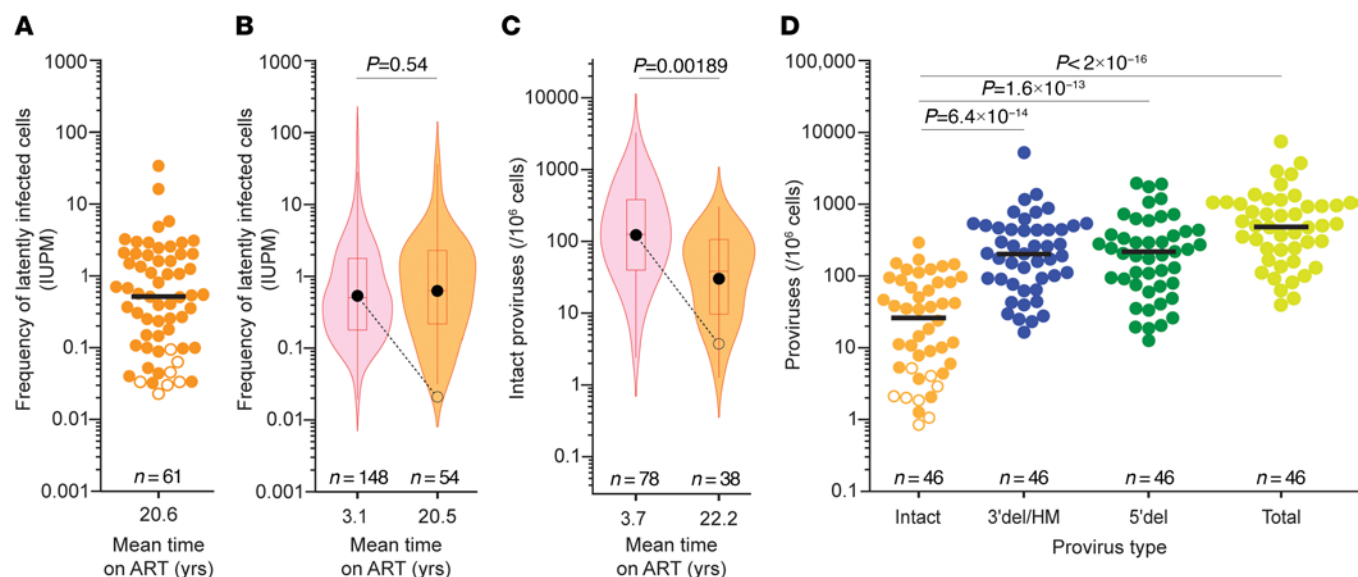 A
Frequency of latently infected cells
(IUPM)
1000
100
10
1
0.1
0.01
0.001
n = 61
20.6
Mean time
on ART (yrs)
B
Frequency of latently infected cells
(IUPM)
1000
100
10
1
0.1
0.01
0.001
P=0.54
n = 148
n = 54
3.1
20.5
Mean time
on ART (yrs)
C
Intact proviruses (/10⁶ cells)
10000
1000
100
10
1
0.1
P=0.00189
n = 78
n = 38
3.7
22.2
Mean time
on ART (yrs)
D
Proviruses (/10⁶ cells)
100,000
10000
1000
100
10
1
0.1
P< 2×10⁻¹⁶
P=1.6×10⁻¹³
P=6.4×10⁻¹⁴
n = 46
n = 46
n = 46
n = 46
Intact
3'del/HM
5'del
Total
Provirus type